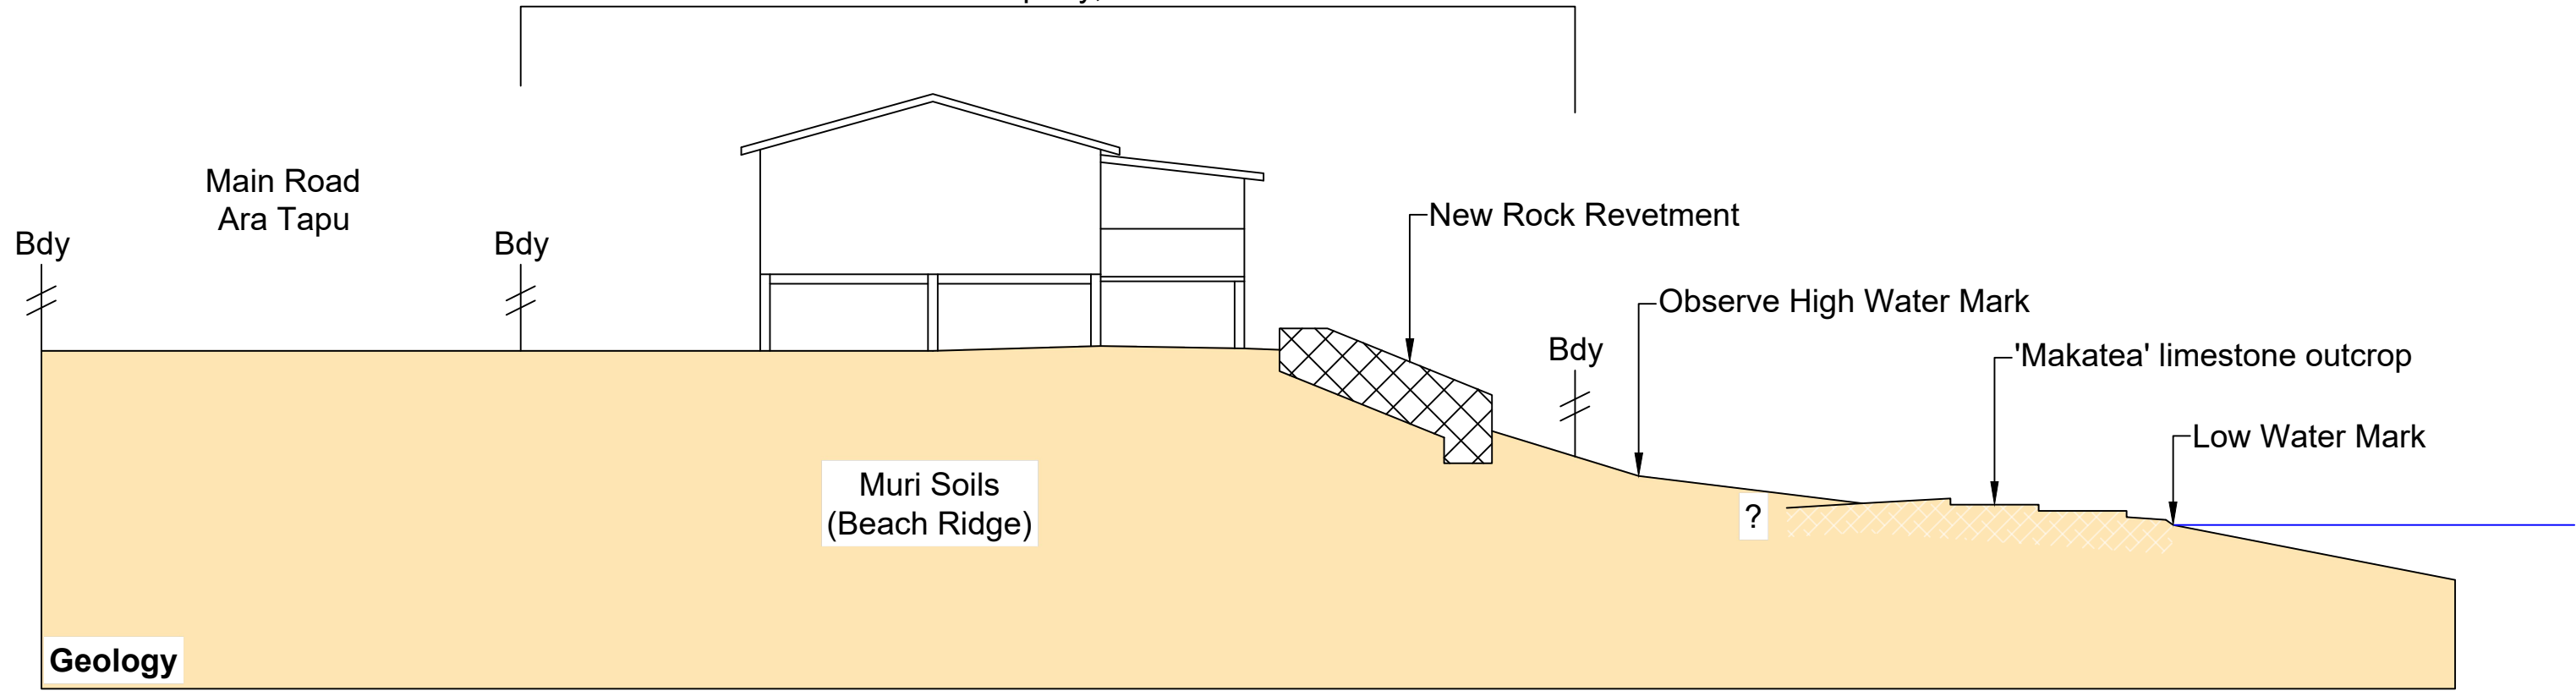 Main Road
Ara Tapu
Bdy
Bdy
New Rock Revetment
Observe High Water Mark
Bdy
'Makatea' limestone outcrop
Low Water Mark
Muri Soils
(Beach Ridge)
?
Geology